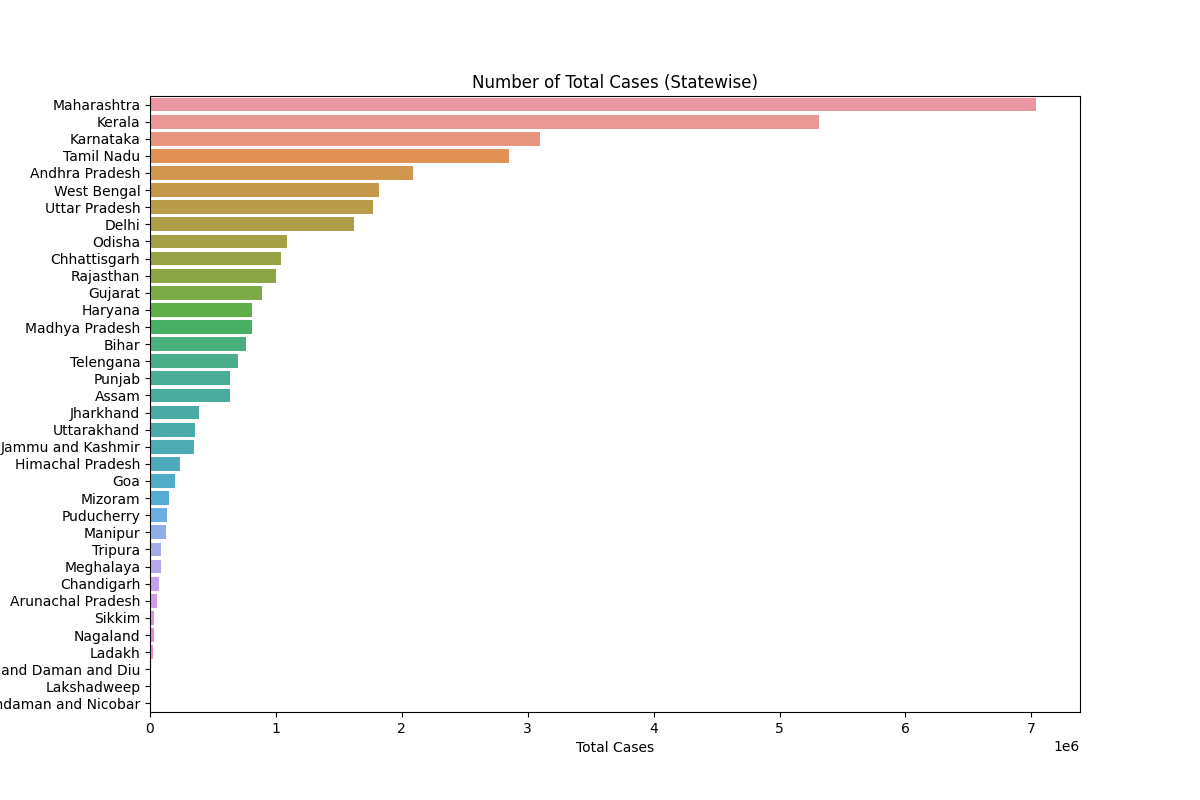 Number of Total Cases (Statewise)
Maharashtra
Kerala
Karnataka
Tamil Nadu
Andhra Pradesh
West Bengal
Uttar Pradesh
Delhi
Odisha
Chhattisgarh
Rajasthan
Gujarat
Haryana
Madhya Pradesh
Bihar
Telengana
Punjab
Assam
Jharkhand
Uttarakhand
Jammu and Kashmir
Himachal Pradesh
Goa
Mizoram
Puducherry
Manipur
Tripura
Meghalaya
Chandigarh
Arunachal Pradesh
Sikkim
Nagaland
Ladakh
and Daman and Diu
Lakshadweep
ndaman and Nicobar
0 1 2 3 4 5 6 7
1e6
Total Cases